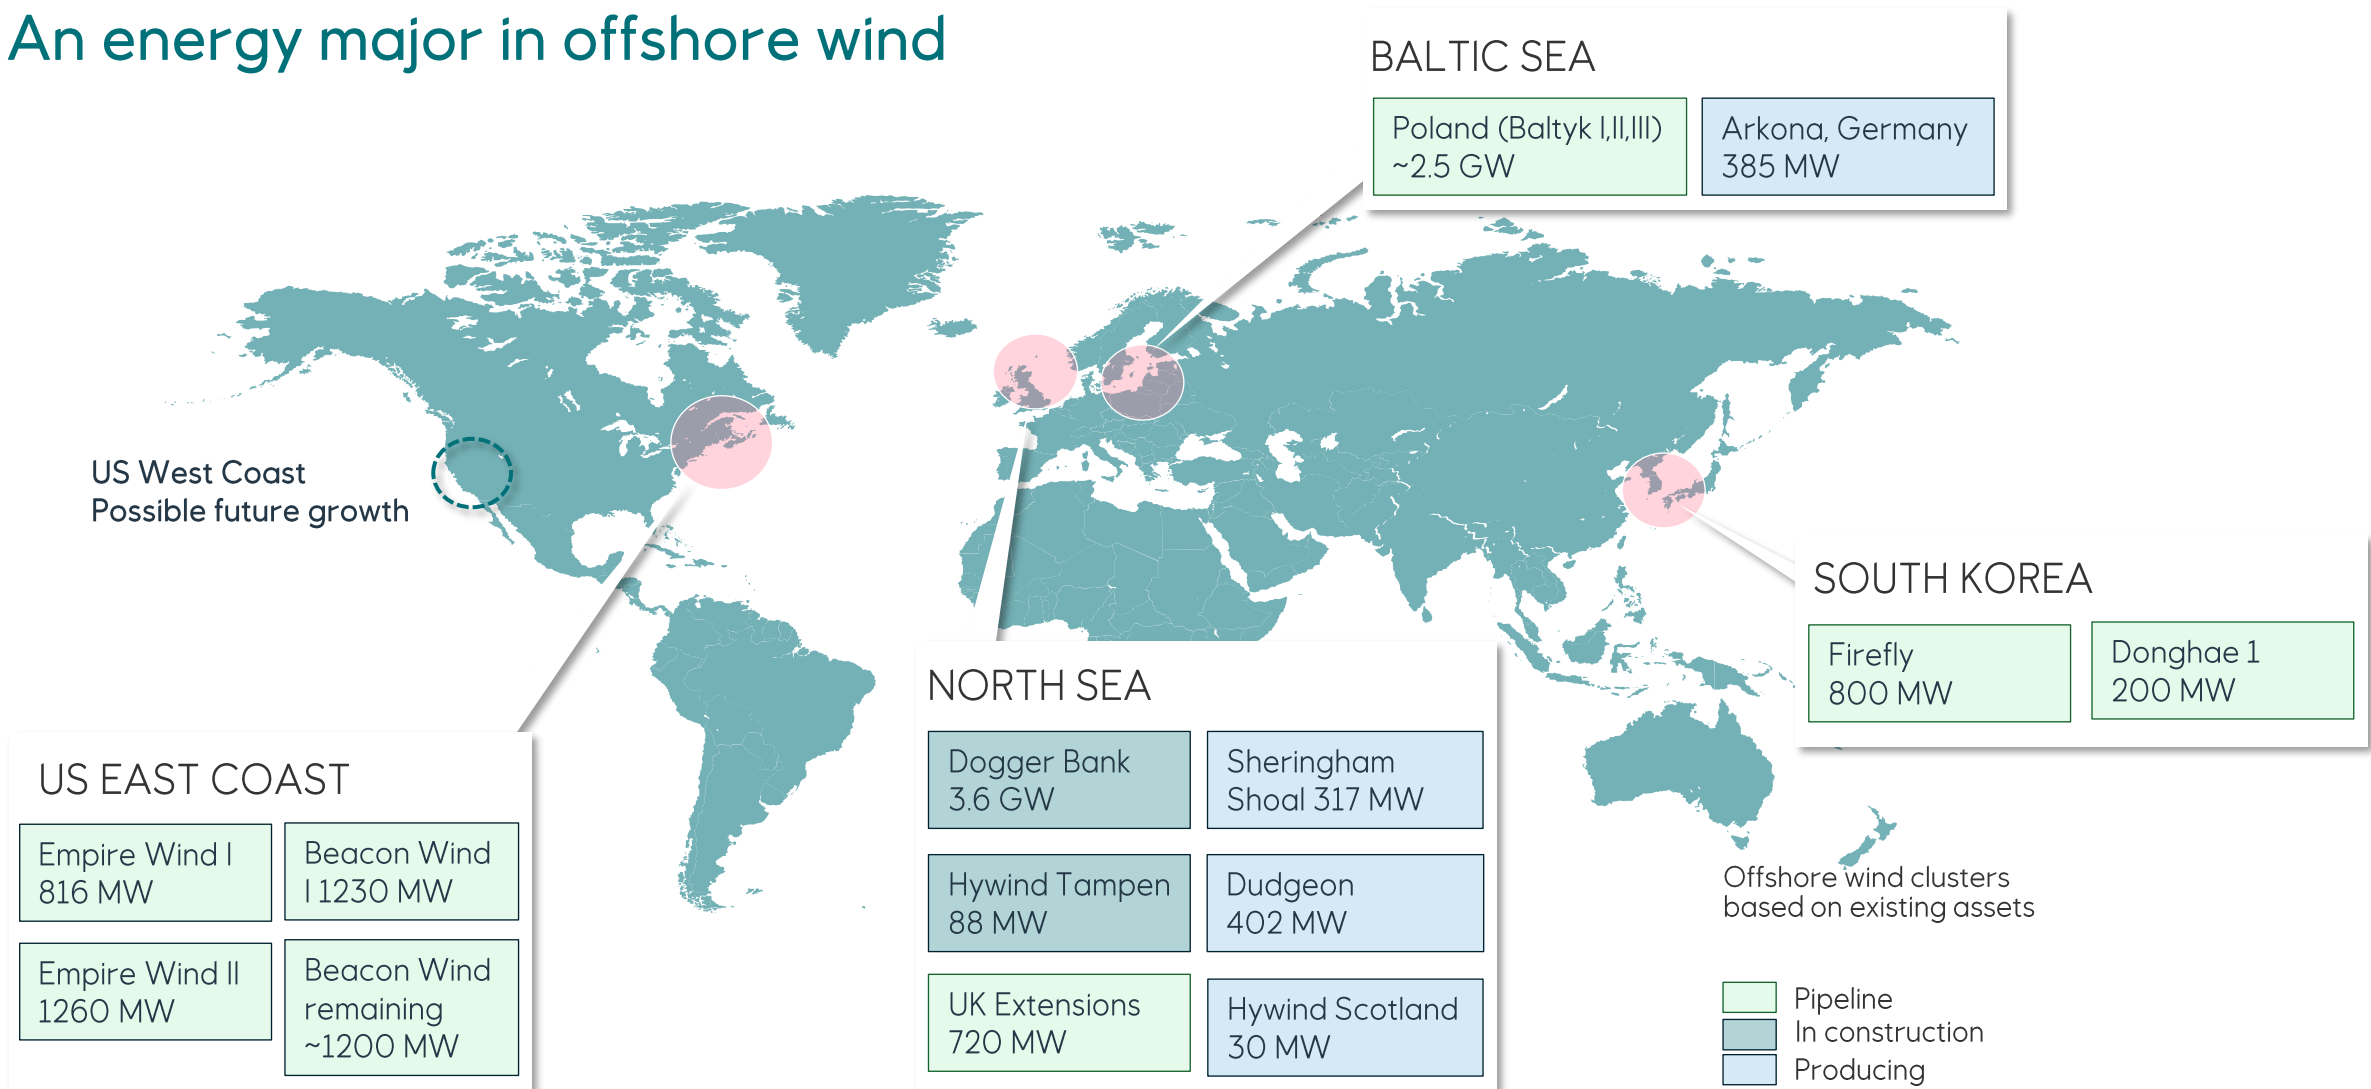 An energy major in offshore wind
BALTIC SEA
Poland (Baltyk I,II,III)
~2.5 GW
Arkona, Germany
385 MW
US West Coast
Possible future growth
SOUTH KOREA
Firefly
800 MW
Donghae 1
200 MW
NORTH SEA
Dogger Bank
3.6 GW
Sheringham
Shoal 317 MW
Hywind Tampen
88 MW
Dudgeon
402 MW
UK Extensions
720 MW
Hywind Scotland
30 MW
US EAST COAST
Empire Wind I
816 MW
Beacon Wind
I 1230 MW
Empire Wind II
1260 MW
Beacon Wind
remaining
~1200 MW
Offshore wind clusters
based on existing assets
Pipeline
In construction
Producing